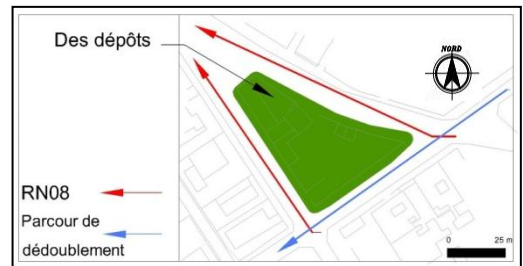 Des dépôts
NORD
RN08
Parcour de
dédoublement
0 25 m